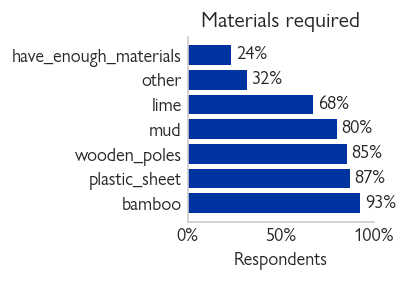 Materials required
have_enough_materials 24%
other 32%
lime 68%
mud 80%
wooden_poles 85%
plastic_sheet 87%
bamboo 93%
0% 50% 100%
Respondents